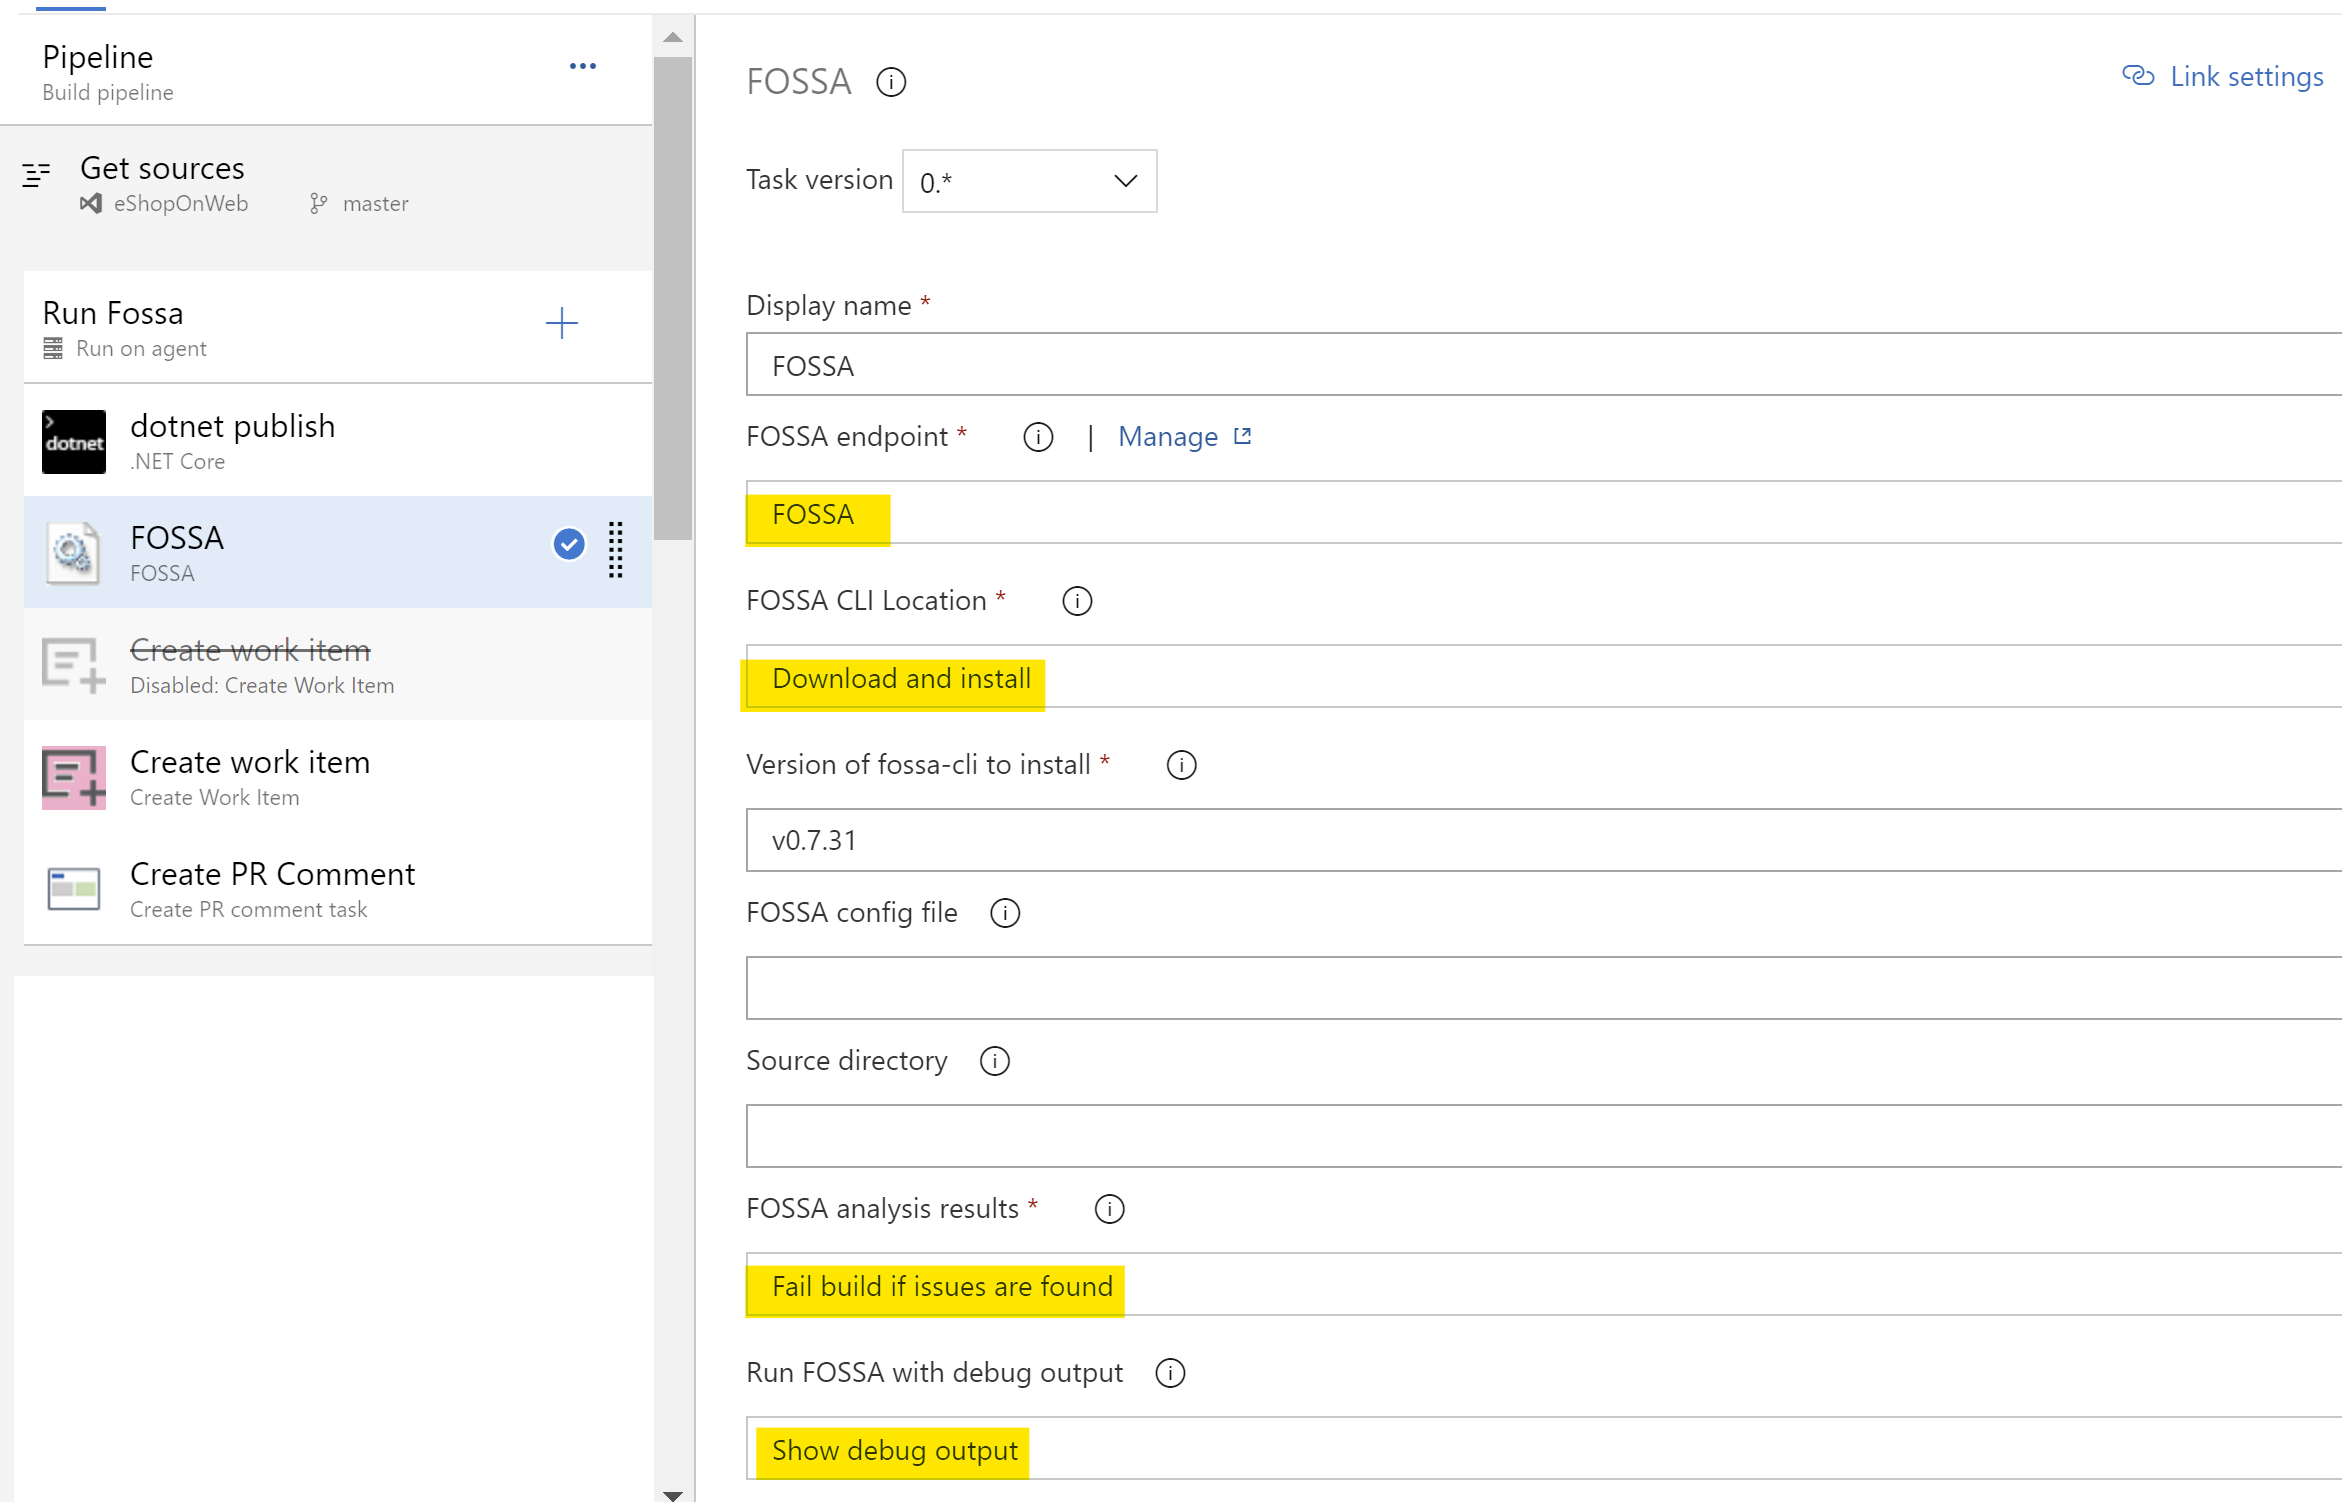 Pipeline
Build pipeline
Get sources
eShopOnWeb master
Run Fossa
Run on agent
dotnet
dotnet publish
.NET Core
FOSSA
FOSSA
Create work item
Disabled: Create Work Item
Create work item
Create Work Item
Create PR Comment
Create PR comment task
FOSSA
Link settings
Task version 0.*
Display name *
FOSSA
FOSSA endpoint * | Manage
FOSSA
FOSSA CLI Location *
Download and install
Version of fossa-cli to install *
v0.7.31
FOSSA config file
Source directory
FOSSA analysis results *
Fail build if issues are found
Run FOSSA with debug output
Show debug output